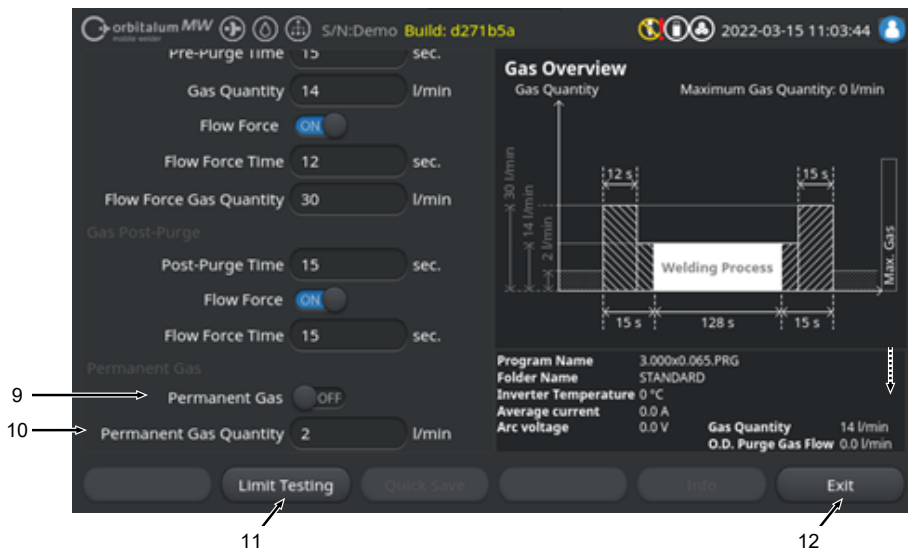 orbitalum MW S/N:Demo Build: d271b5a 2022-03-15 11:03:44
mobile welder
Pre-Purge Time 15 sec.
Gas Quantity 14 l/min
Flow Force ON
Flow Force Time 12 sec.
Flow Force Gas Quantity 30 l/min
Gas Post-Purge
Post-Purge Time 15 sec.
Flow Force ON
Flow Force Time 15 sec.
Permanent Gas
9 Permanent Gas OFF
10 Permanent Gas Quantity 2 l/min
Gas Overview
Gas Quantity Maximum Gas Quantity: 0 l/min
30 l/min
14 l/min
2 l/min
12 s 15 s
Welding Process
Max. Gas
15 s 128 s 15 s
Program Name 3.000x0.065.PRG
Folder Name STANDARD
Inverter Temperature 0 °C
Average current 0.0 A
Arc voltage 0.0 V Gas Quantity 14 l/min
O.D. Purge Gas Flow 0.0 l/min
Limit Testing Quick Save Info Exit
11 12